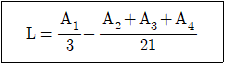 L = A₁/3 − (A₂ + A₃ + A₄)/21